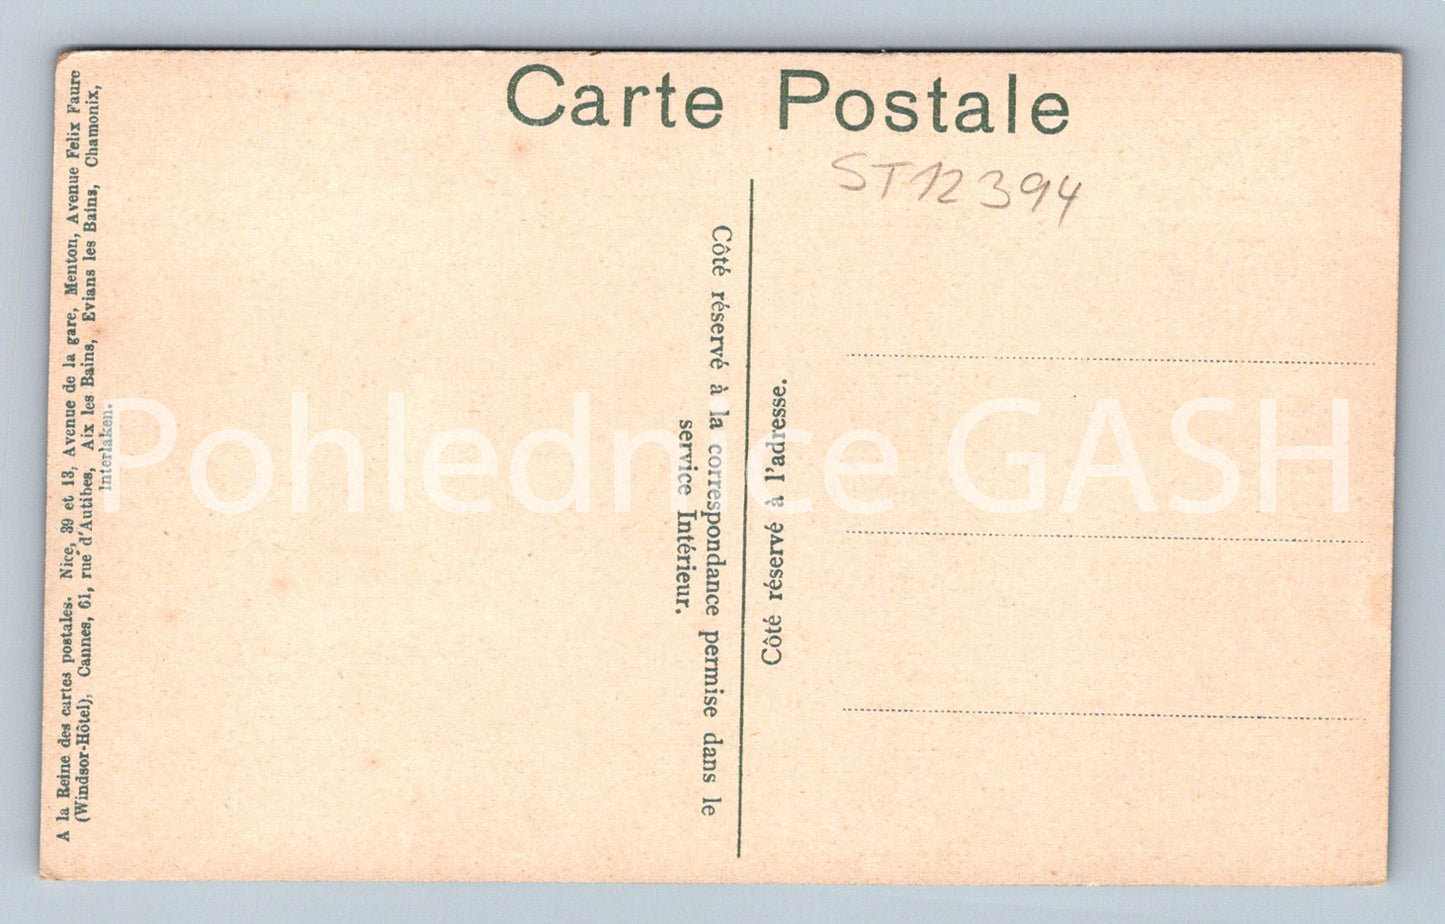 Carte Postale
ST12394
A la Reine des cartes postales. Nice, 39 et 13, Avenue de la gare, Menton, Avenue Felix Faure
(Windsor-Hôtel), Cannes, 61, rue d'Autibes, Aix les Bains, Evians les Bains, Chamonix,
Interlaken.
Côté réservé à la correspondance permise dans le
service Intérieur.
Côté réservé à l'adresse.
Pohlednice GASH